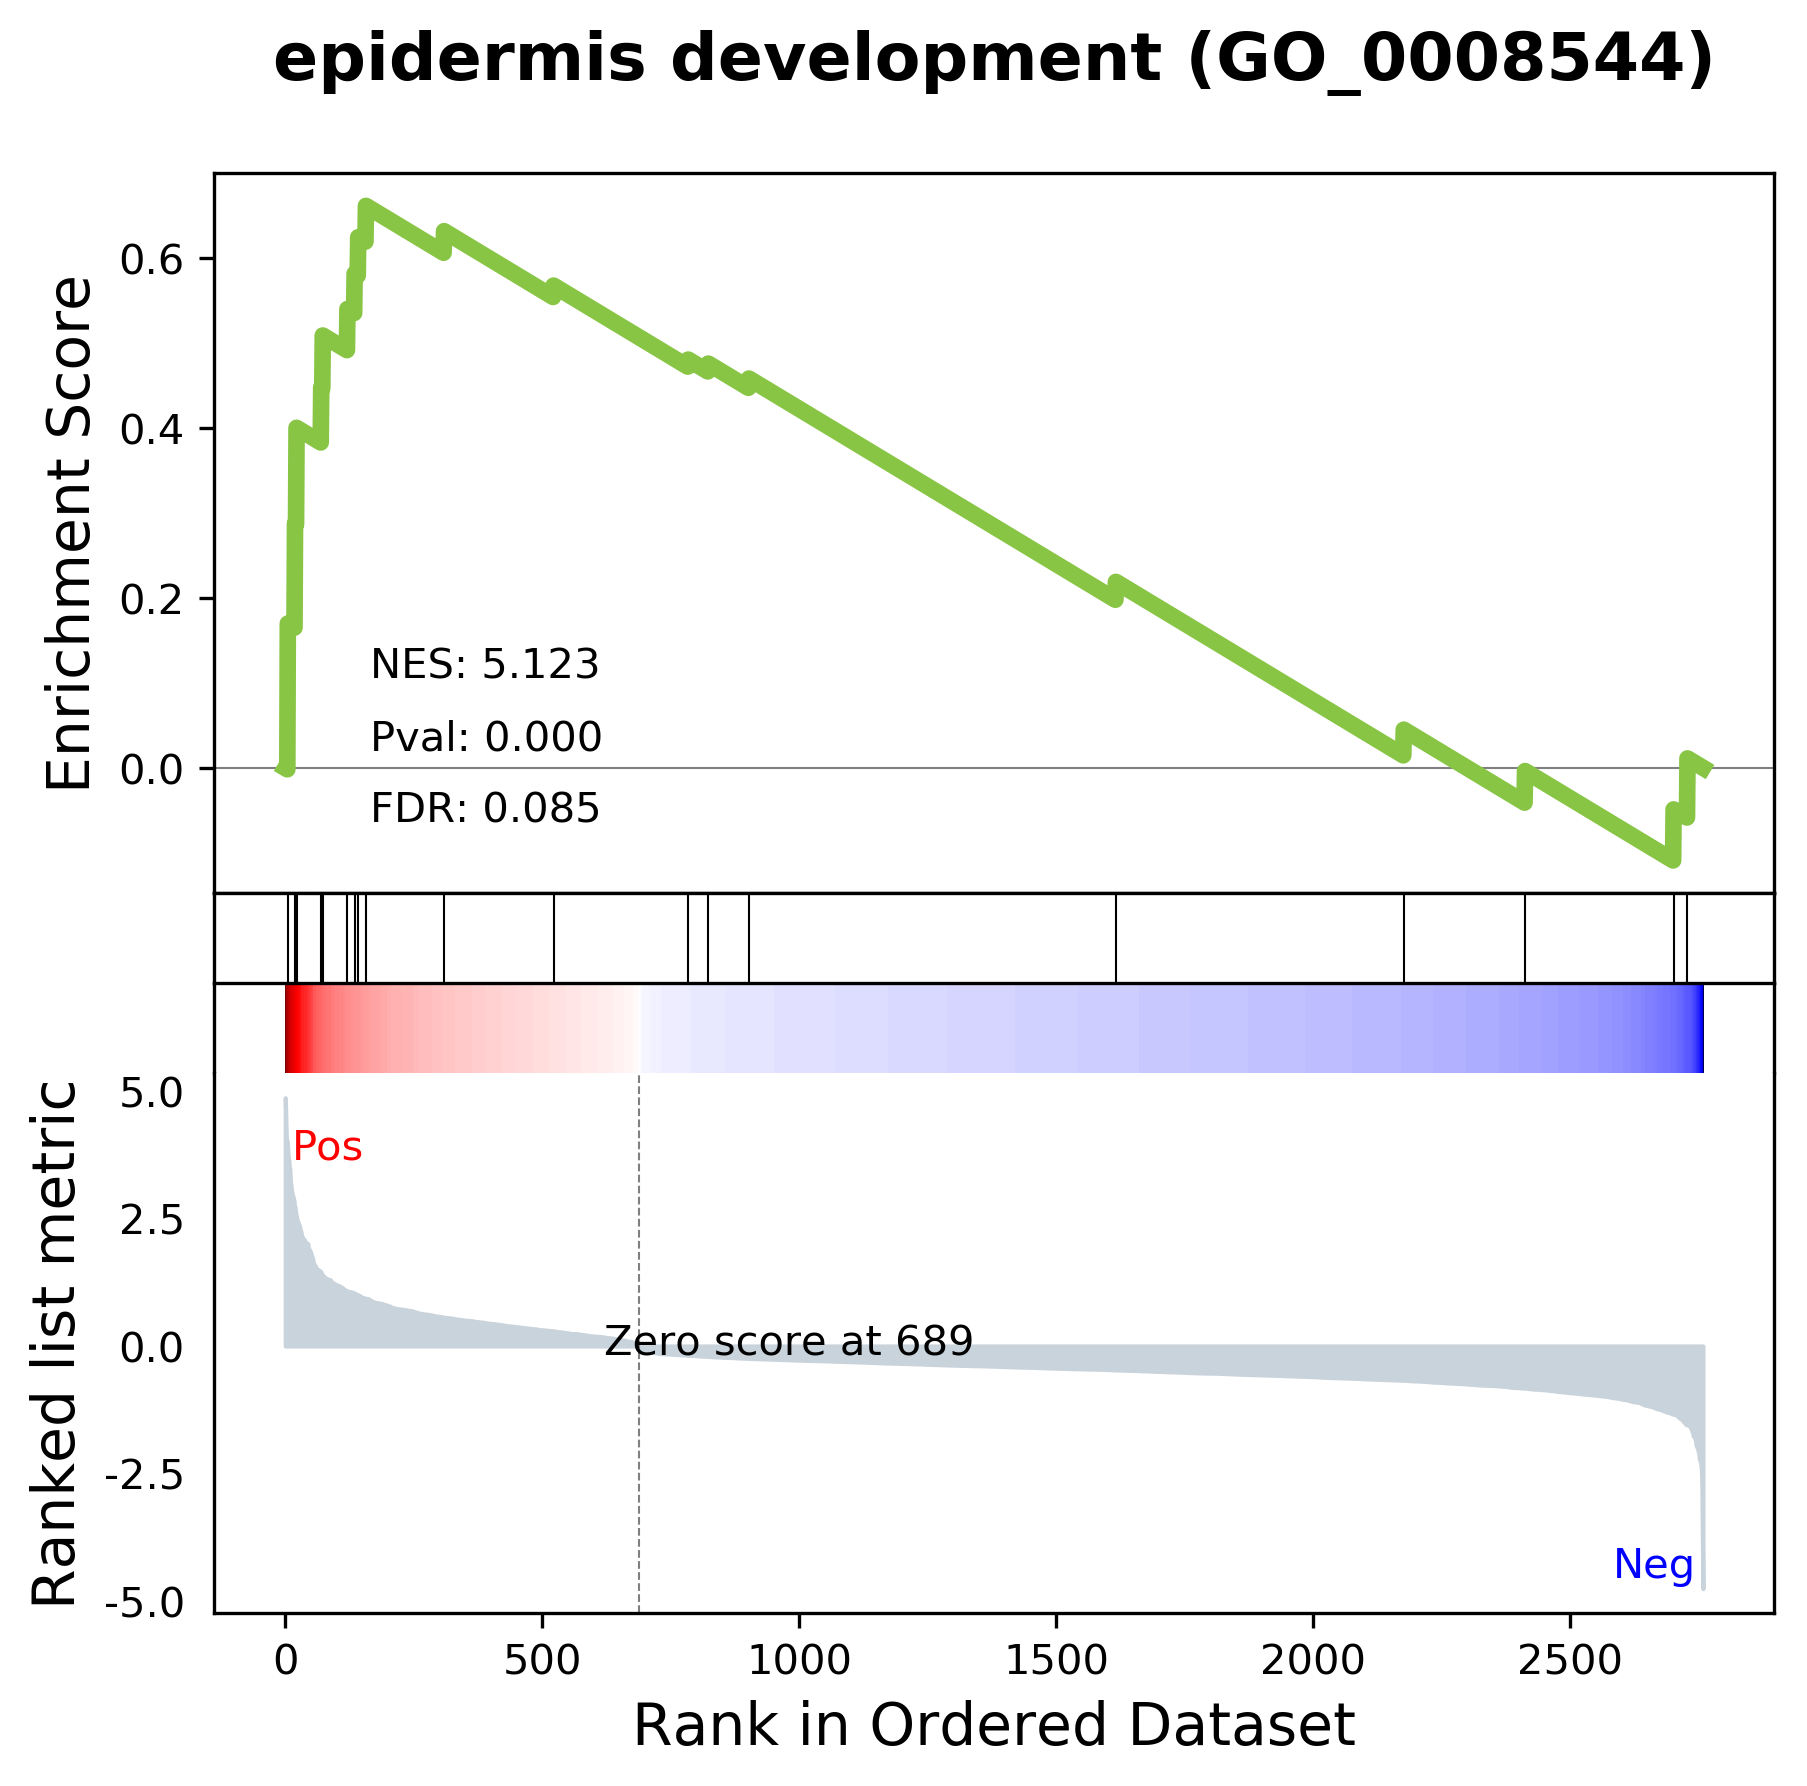 epidermis development (GO_0008544)
Enrichment Score
0.6
0.4
0.2
0.0
NES: 5.123
Pval: 0.000
FDR: 0.085
Ranked list metric
5.0
2.5
0.0
-2.5
-5.0
Pos
Zero score at 689
Neg
0 500 1000 1500 2000 2500
Rank in Ordered Dataset